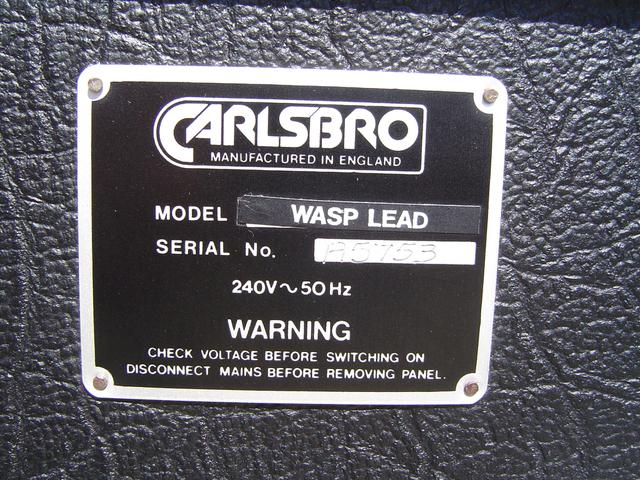 CARLSBRO
MANUFACTURED IN ENGLAND
MODEL WASP LEAD
SERIAL No. A5753
240V~50Hz
WARNING
CHECK VOLTAGE BEFORE SWITCHING ON
DISCONNECT MAINS BEFORE REMOVING PANEL.